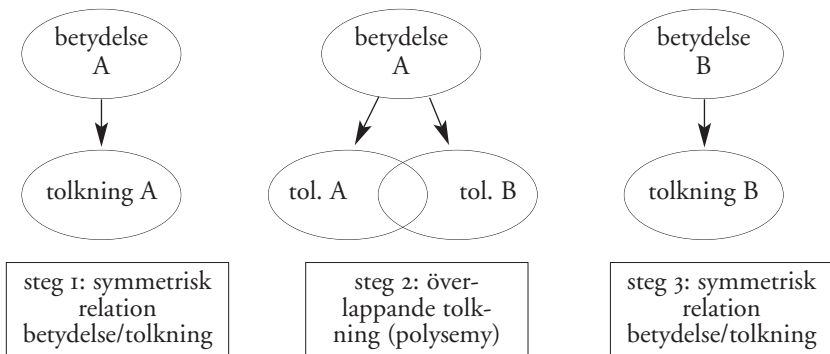 betydelse
A
tolkning A
steg 1: symmetrisk
relation
betydelse/tolkning
betydelse
A
tol. A
tol. B
steg 2: över-
lappande tolk-
ning (polysemy)
betydelse
B
tolkning B
steg 3: symmetrisk
relation
betydelse/tolkning